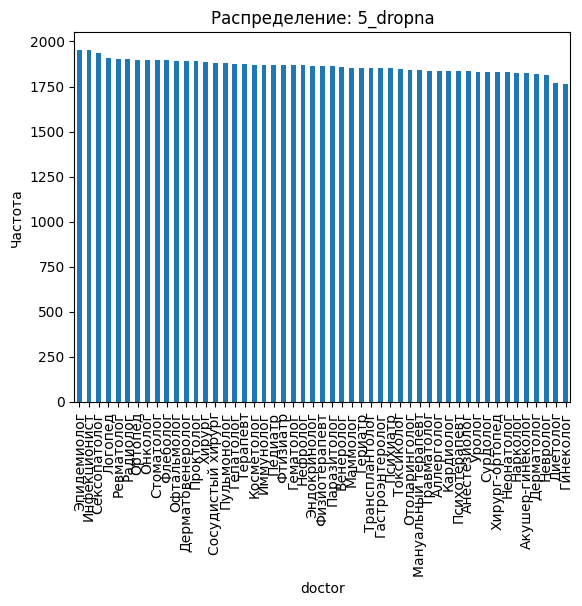 Распределение: 5_dropna
Частота
2000
1750
1500
1250
1000
750
500
250
0
Эпидемиолог
Инфекционист
Сексопатолог
Логопед
Ревматолог
Радиолог
Ортопед
Онколог
Стоматолог
Флеболог
Офтальмолог
Дерматовенеролог
Проктолог
Хирург
Сосудистый хирург
Пульмонолог
Гепатолог
Терапевт
Косметолог
Иммунолог
Педиатр
Фтизиатр
Гематолог
Нефролог
Эндокринолог
Физиотерапевт
Паразитолог
Венеролог
Маммолог
Гериатр
Трансплантолог
Гастроэнтеролог
Психиатр
Токсиколог
Отоларинголог
Мануальный терапевт
Травматолог
Аллерголог
Кардиолог
Психотерапевт
Анестезиолог
Уролог
Сурдолог
Хирург-ортопед
Неонатолог
Нарколог
Акушер-гинеколог
Дерматолог
Невролог
Диетолог
Гинеколог
doctor